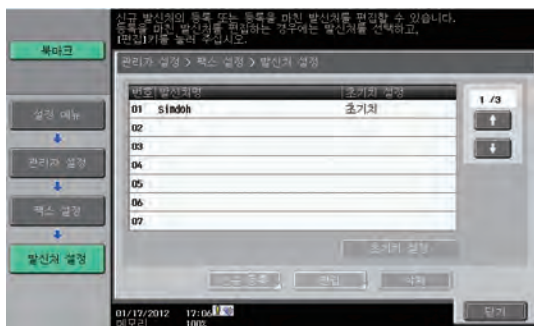 신규 발신처의 등록 또는 등록을 마친 발신처를 편집할 수 있습니다.
등록을 마친 발신처를 편집하는 경우에는 발신처를 선택하고,
[편집]키를 눌러 주십시오.
북마크
관리자 설정 > 팩스 설정 > 발신처 설정
번호 발신처명 초기치 설정
01 simdoh 초기치
1 /3
02
03
04
05
06
07
설정 메뉴
관리자 설정
팩스 설정
발신처 설정
초기치 설정
신규 등록 편집 삭제
01/17/2012 17:06
메모리 100%
닫기